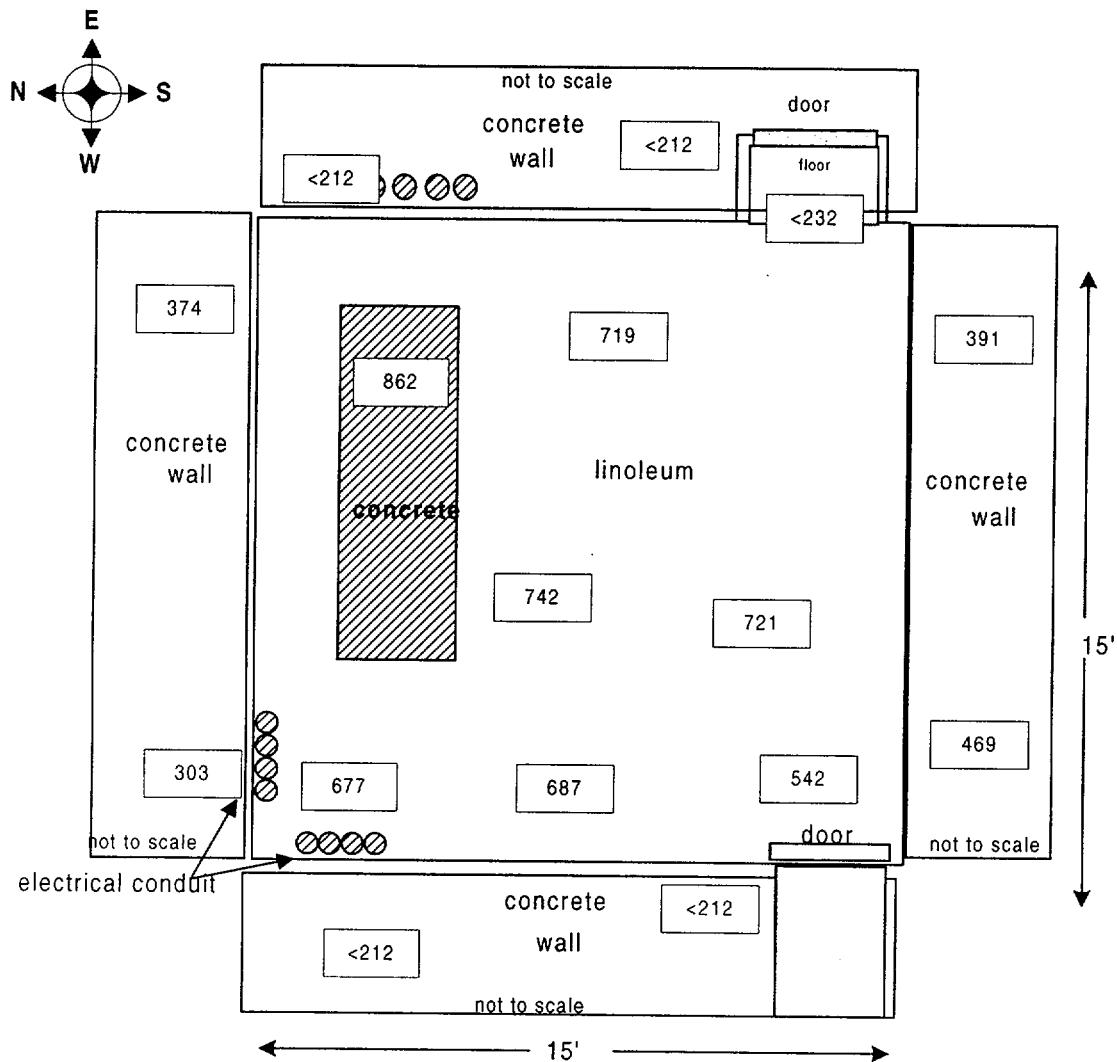 E
N S
W
not to scale
door
concrete
wall
<212
floor
<212
<232
374
719
391
862
concrete
wall
linoleum
concrete
wall
concrete
742
721
15'
303
677
687
542
469
not to scale
door
not to scale
electrical conduit
concrete
wall
<212
<212
not to scale
15'